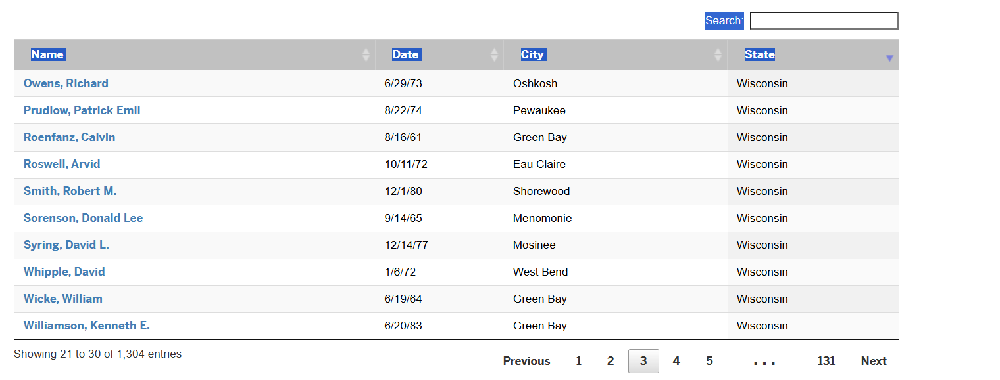 Search:
Name Date City State
Owens, Richard 6/29/73 Oshkosh Wisconsin
Prudlow, Patrick Emil 8/22/74 Pewaukee Wisconsin
Roenfanz, Calvin 8/16/61 Green Bay Wisconsin
Roswell, Arvid 10/11/72 Eau Claire Wisconsin
Smith, Robert M. 12/1/80 Shorewood Wisconsin
Sorenson, Donald Lee 9/14/65 Menomonie Wisconsin
Syring, David L. 12/14/77 Mosinee Wisconsin
Whipple, David 1/6/72 West Bend Wisconsin
Wicke, William 6/19/64 Green Bay Wisconsin
Williamson, Kenneth E. 6/20/83 Green Bay Wisconsin
Showing 21 to 30 of 1,304 entries
Previous 1 2 3 4 5 ... 131 Next